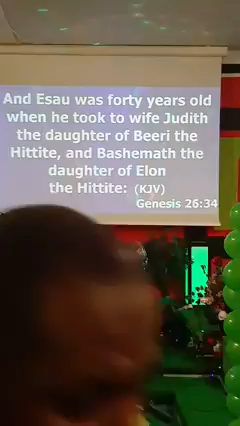 And Esau was forty years old
when he took to wife Judith
the daughter of Beeri the
Hittite, and Bashemath the
daughter of Elon
the Hittite: (KJV)
Genesis 26:34